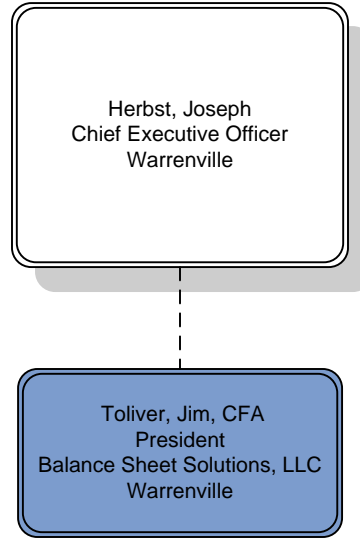 Herbst, Joseph
Chief Executive Officer
Warrenville
Toliver, Jim, CFA
President
Balance Sheet Solutions, LLC
Warrenville